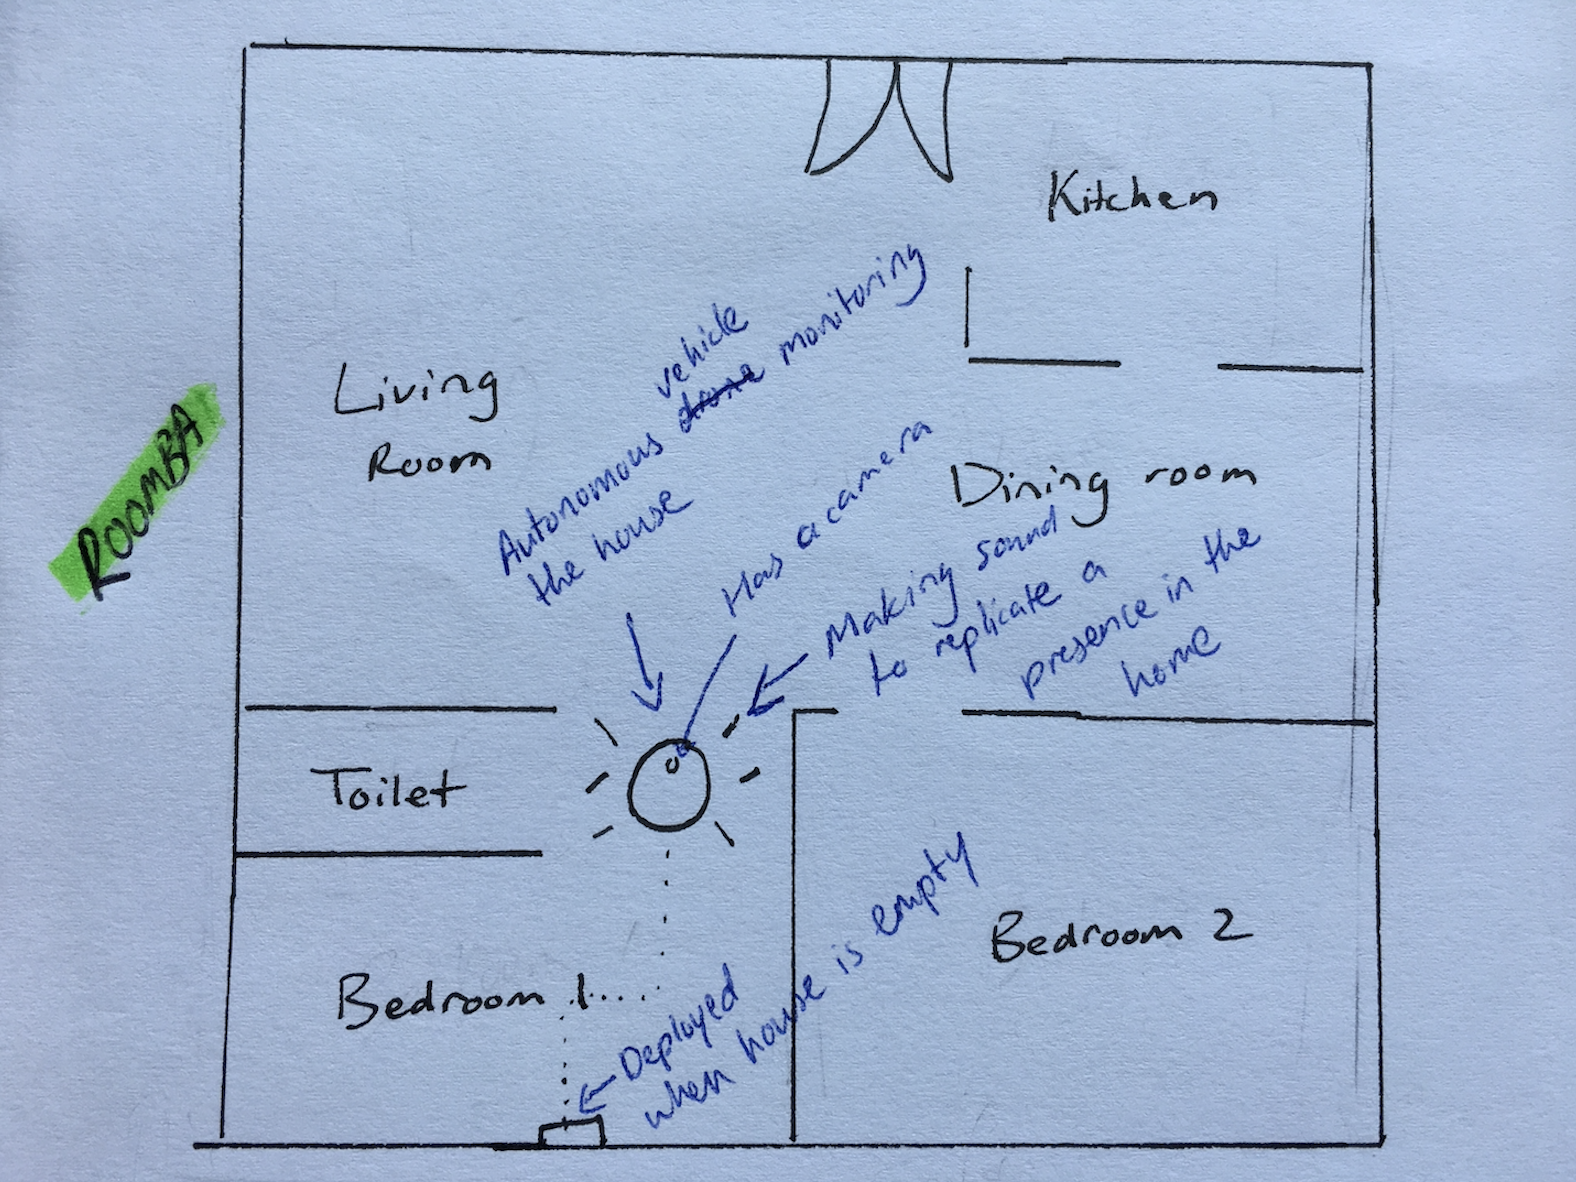 Kitchen
Living
Room
ROOMBA
vehicle
Autonomous drone monitoring
the house
Has a camera
Dining room
Making sound
to replicate a
presence in the
home
Toilet
Bedroom 1
Bedroom 2
Deployed
when house is empty